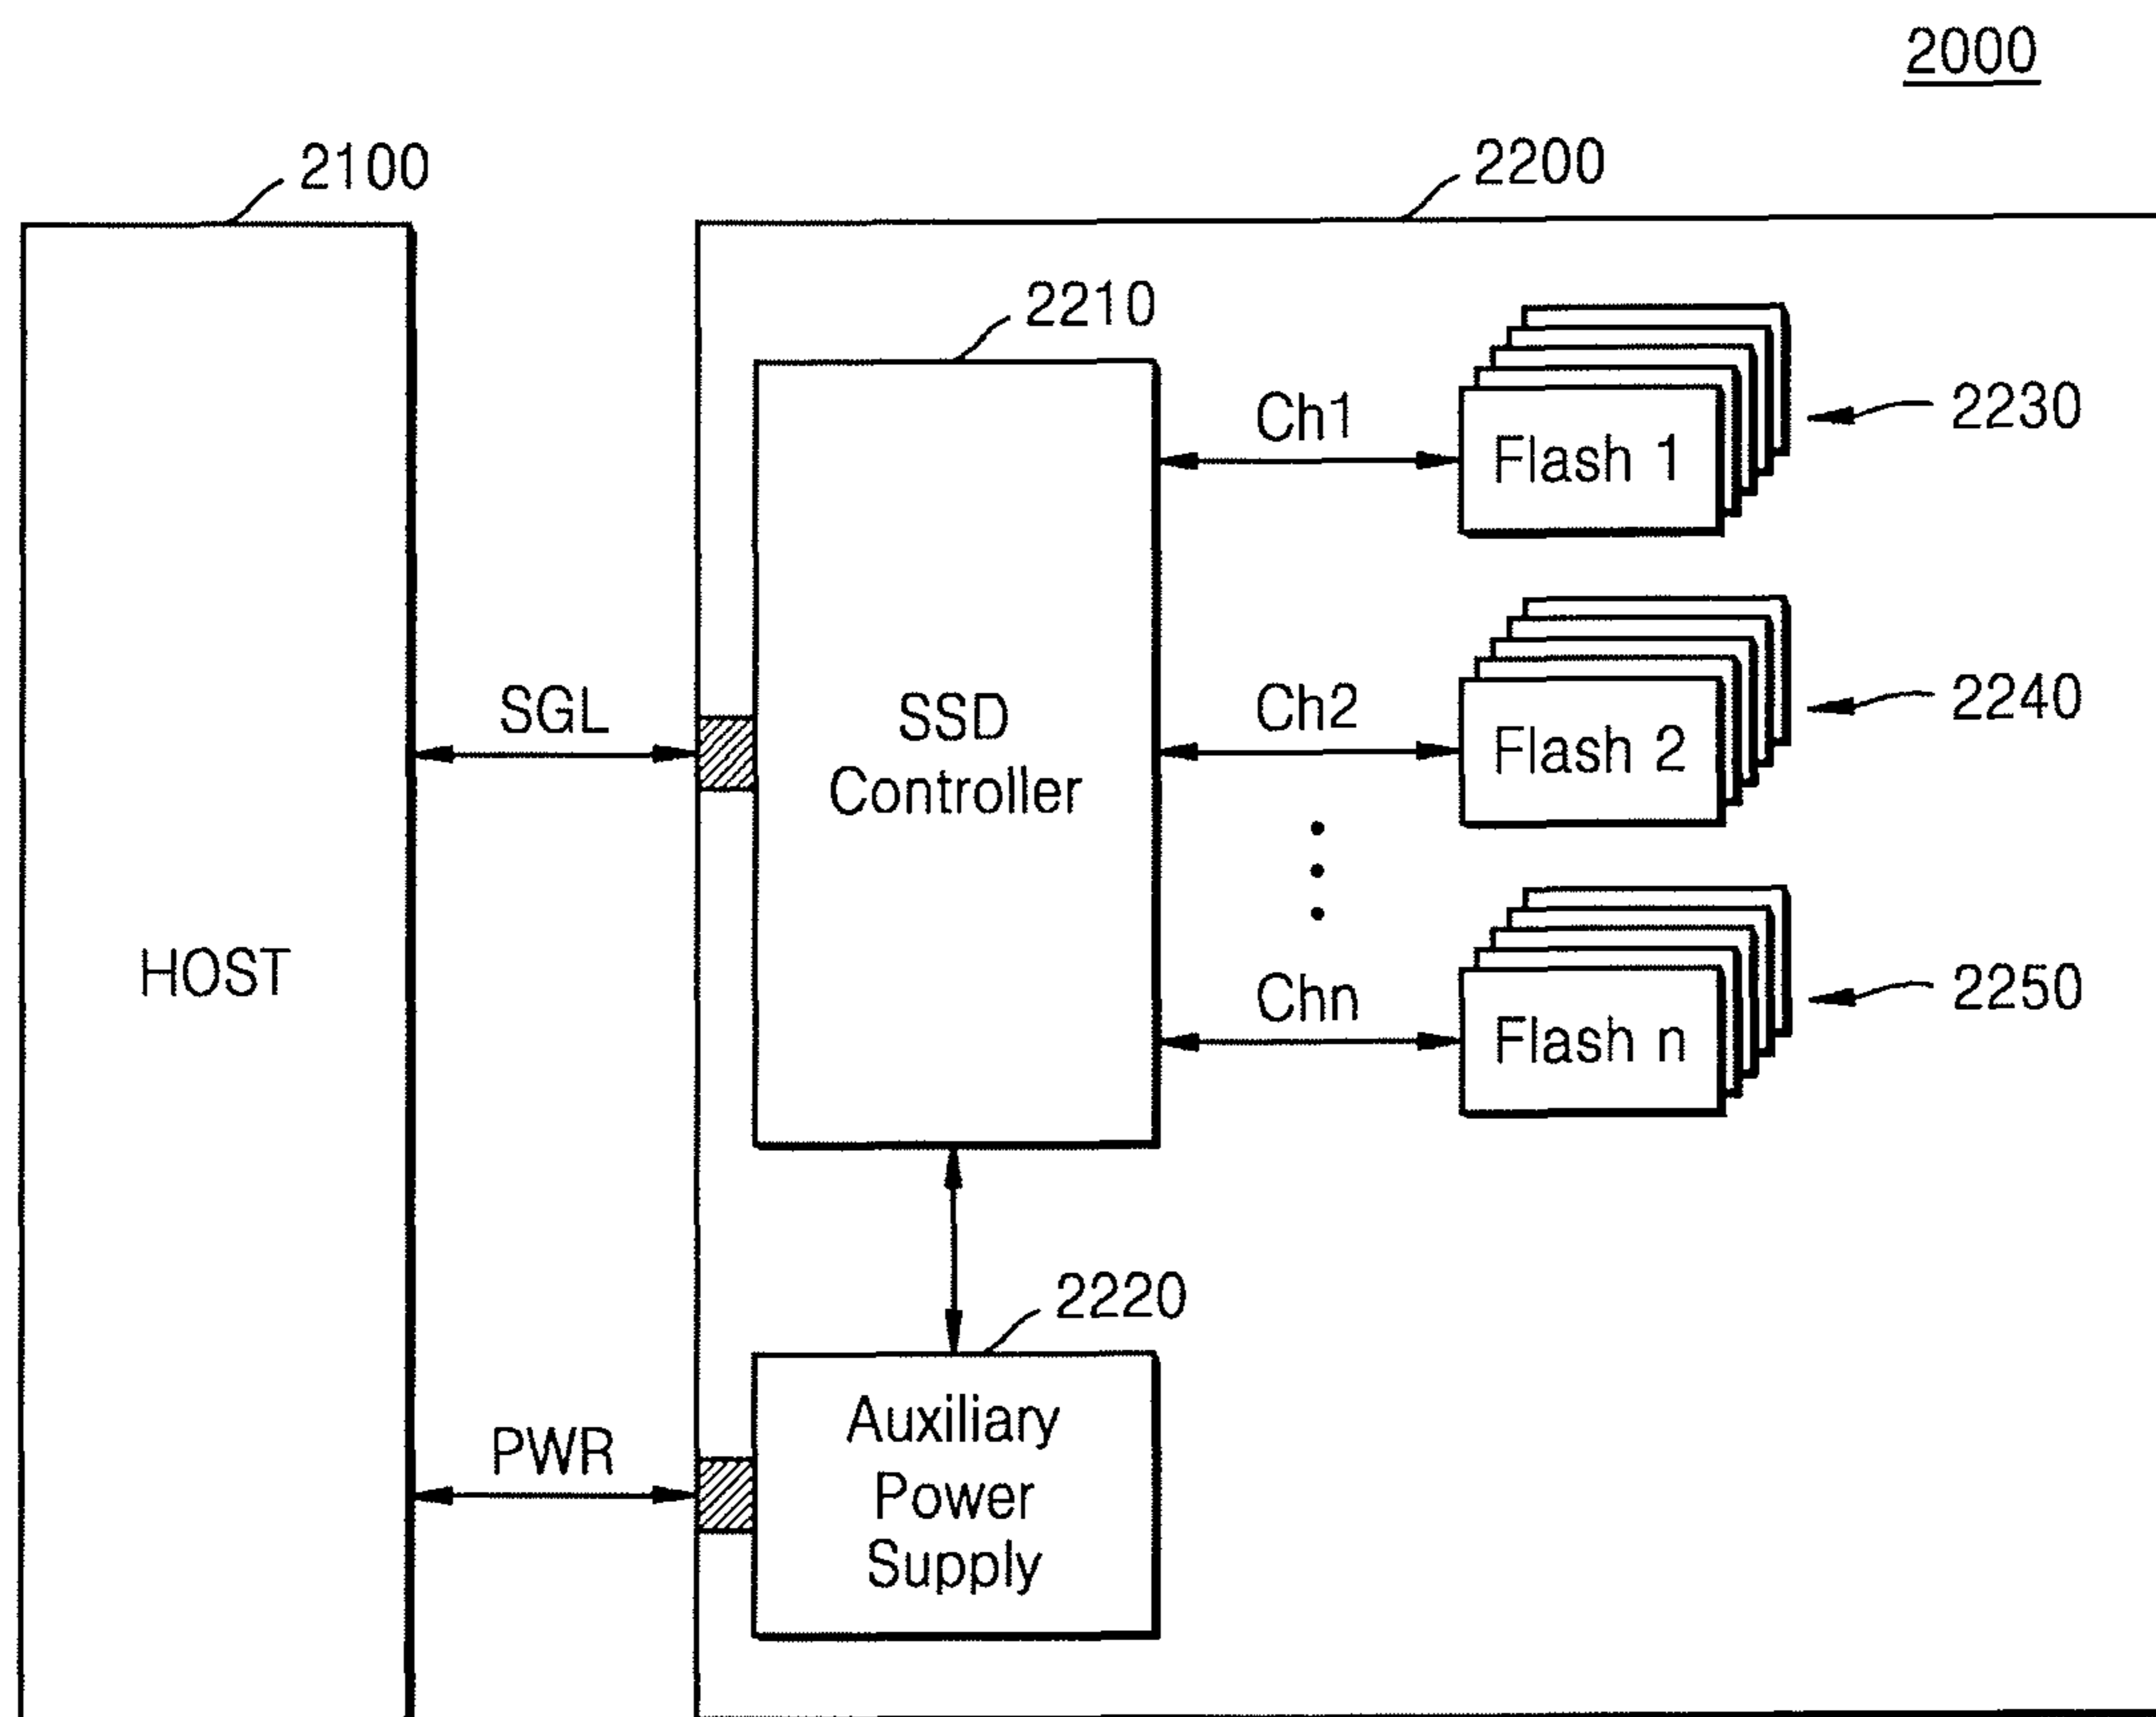 2000
2100
2200
2210
Ch1
Flash 1
2230
SGL
SSD
Controller
Ch2
Flash 2
2240
HOST
Chn
Flash n
2250
2220
PWR
Auxiliary
Power
Supply